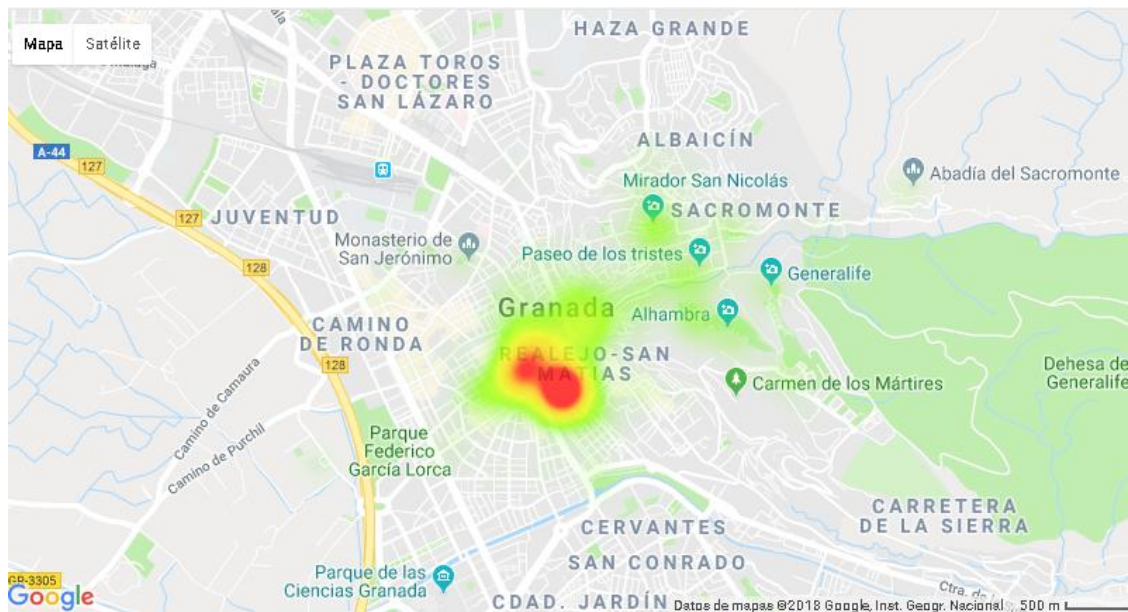 HAZA GRANDE
Mapa
Satélite
PLAZA TOROS
- DOCTORES
SAN LÁZARO
ALBAICÍN
A-44
127
Mirador San Nicolás
Abadía del Sacromonte
SACROMONTE
127
JUVENTUD
Monasterio de
San Jerónimo
Paseo de los tristes
128
Generalife
Granada
Alhambra
CAMINO
DE RONDA
REALEJO-SAN
MATÍAS
128
Dehesa de
Generalife
Carmen de los Mártires
Camino de Camaura
Camino de Purchil
Parque
Federico
García Lorca
CARRETERA
DE LA SIERRA
CERVANTES
SAN CONRADO
Parque de las
Ciencias Granada
GR-3305
Google
CDAD. JARDÍN
Ctra. de
Datos de mapas ©2018 Google, Inst. Geogr. Nacional
500 m